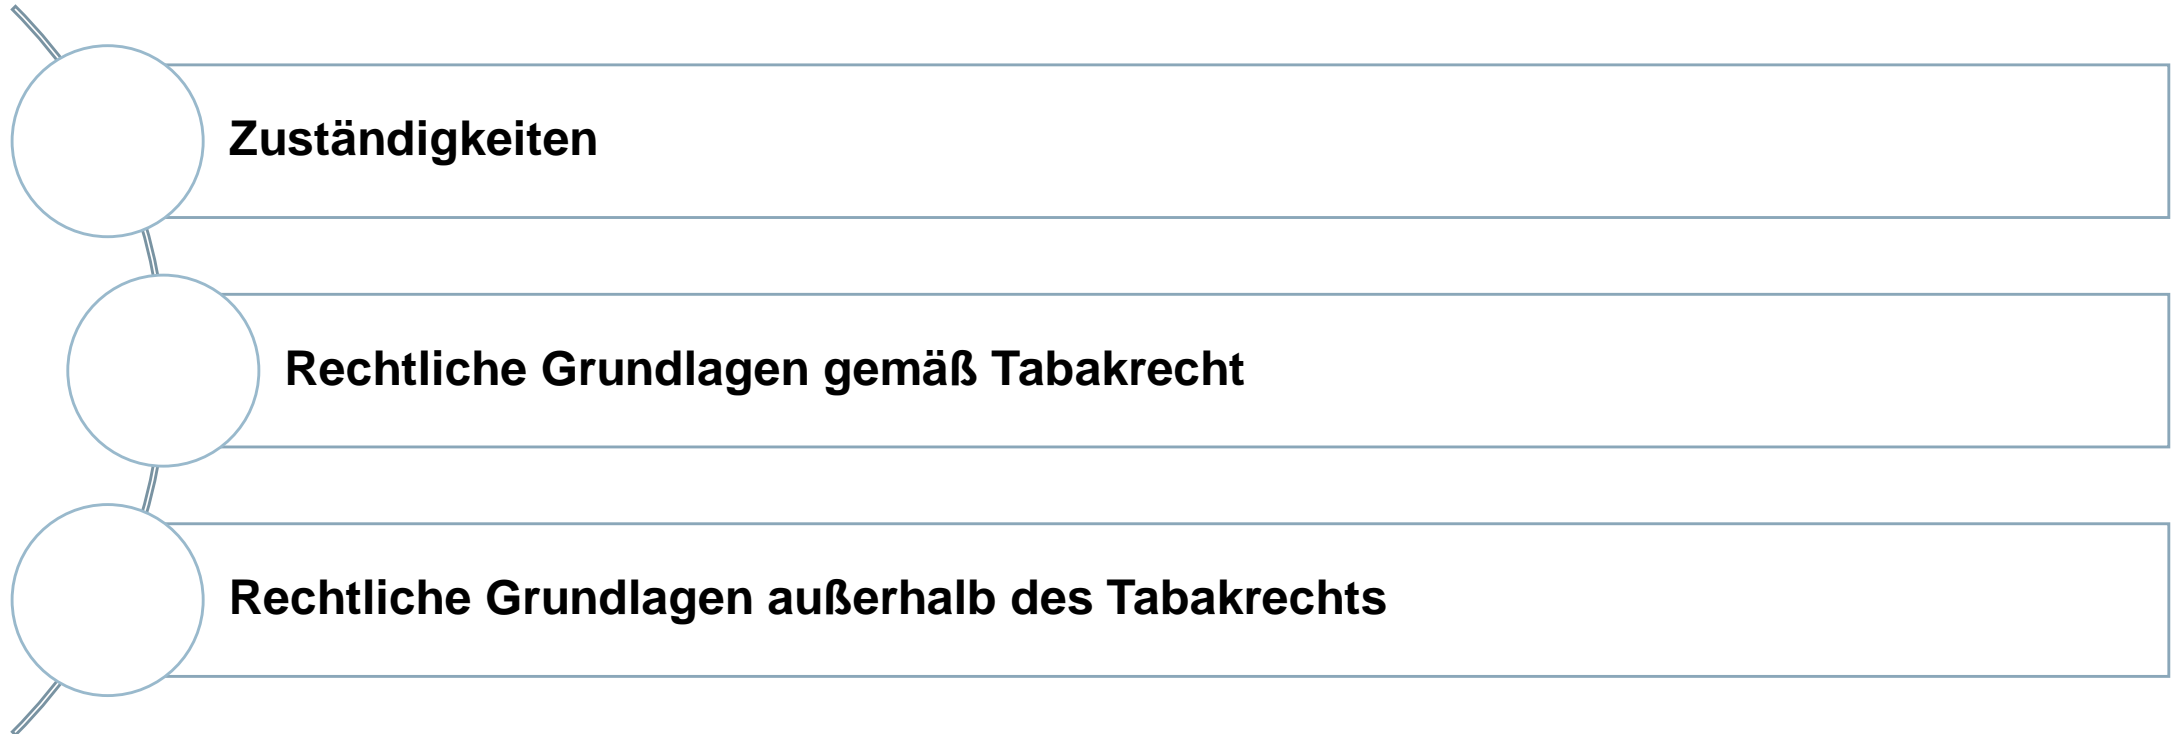 Zuständigkeiten
Rechtliche Grundlagen gemäß Tabakrecht
Rechtliche Grundlagen außerhalb des Tabakrechts